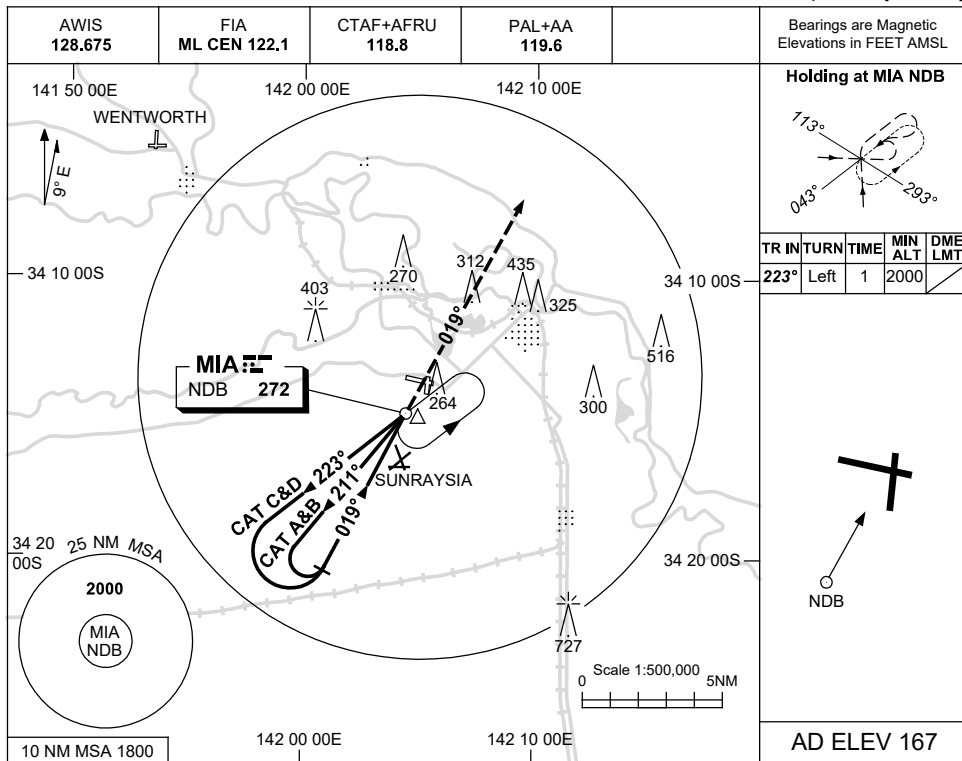 AWIS
128.675
FIA
ML CEN 122.1
CTAF+AFRU
118.8
PAL+AA
119.6
Bearings are Magnetic
Elevations in FEET AMSL
141 50 00E
142 00 00E
142 10 00E
WENTWORTH
9° E
Holding at MIA NDB
113°
043°
293°
TR IN TURN TIME MIN ALT DME LMT
223° Left 1 2000
34 10 00S
34 10 00S
270
312
435
403
325
019°
516
MIA
NDB 272
264
300
SUNRAYSIA
CAT C&D 223°
CAT A&B 211°
019°
34 20
00S
25 NM MSA
2000
MIA
NDB
34 20 00S
NDB
727
Scale 1:500,000
0 5NM
10 NM MSA 1800
142 00 00E
142 10 00E
AD ELEV 167